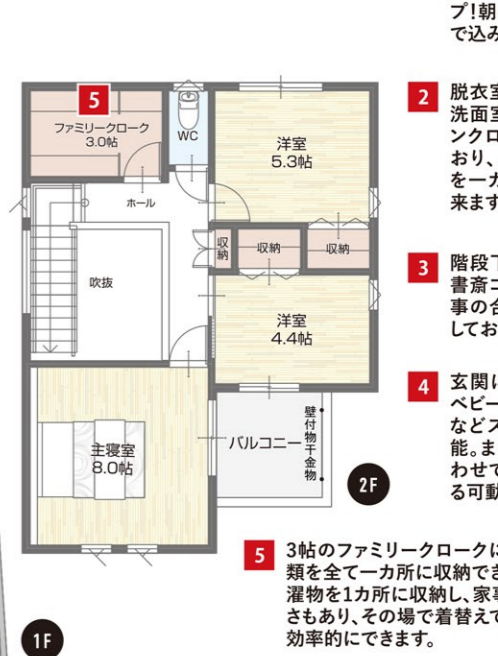 プ!朝
で込み
2
脱衣室
洗面室
ンクロ
おり、
を一カ
来ます
3
階段下
書斎コ
事の合
してお
4
玄関に
ベビー
などス
能。ま
わせて
る可動
5
ファミリークローク
3.0帖
WC
洋室
5.3帖
ホール
吹抜
収納
収納
収納
洋室
4.4帖
主寝室
8.0帖
バルコニー
壁付物干金物
2F
5
3帖のファミリークロークに
類を全て一カ所に収納でき
濯物を1カ所に収納し、家事
さもあり、その場で着替えて
効率的にできます。
1F